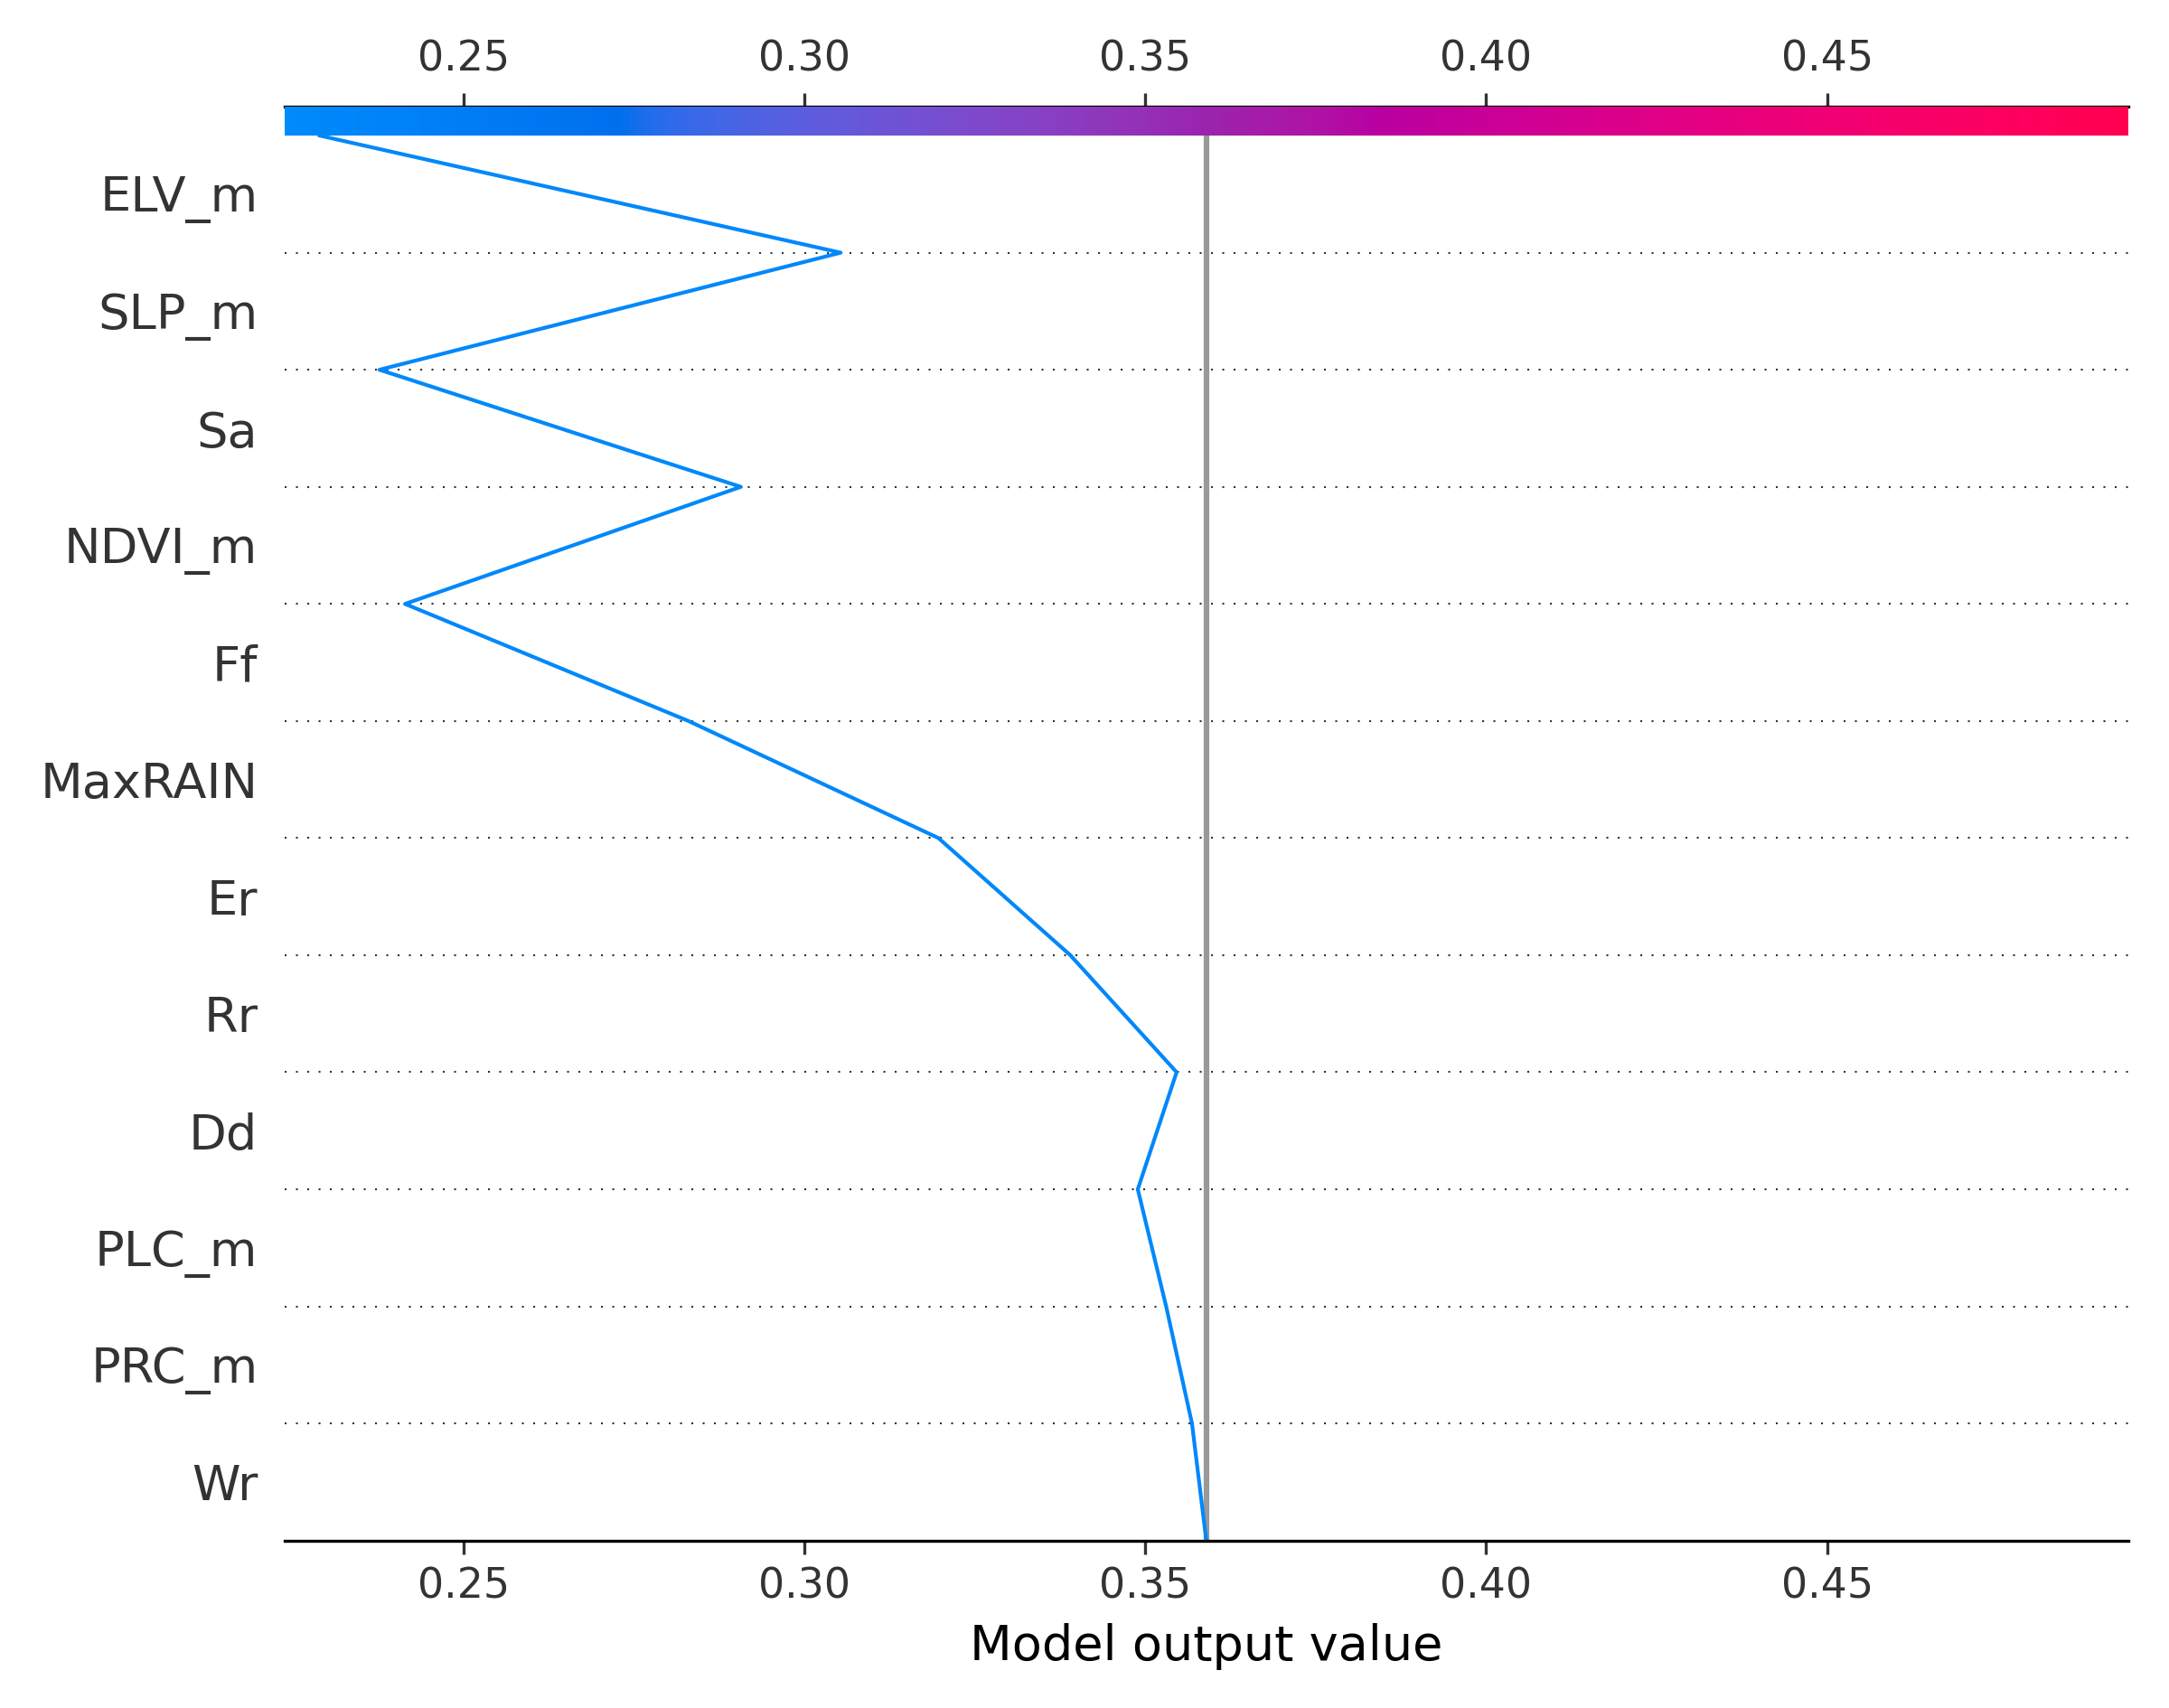 0.25 0.30 0.35 0.40 0.45
ELV_m
SLP_m
Sa
NDVI_m
Ff
MaxRAIN
Er
Rr
Dd
PLC_m
PRC_m
Wr
0.25 0.30 0.35 0.40 0.45
Model output value